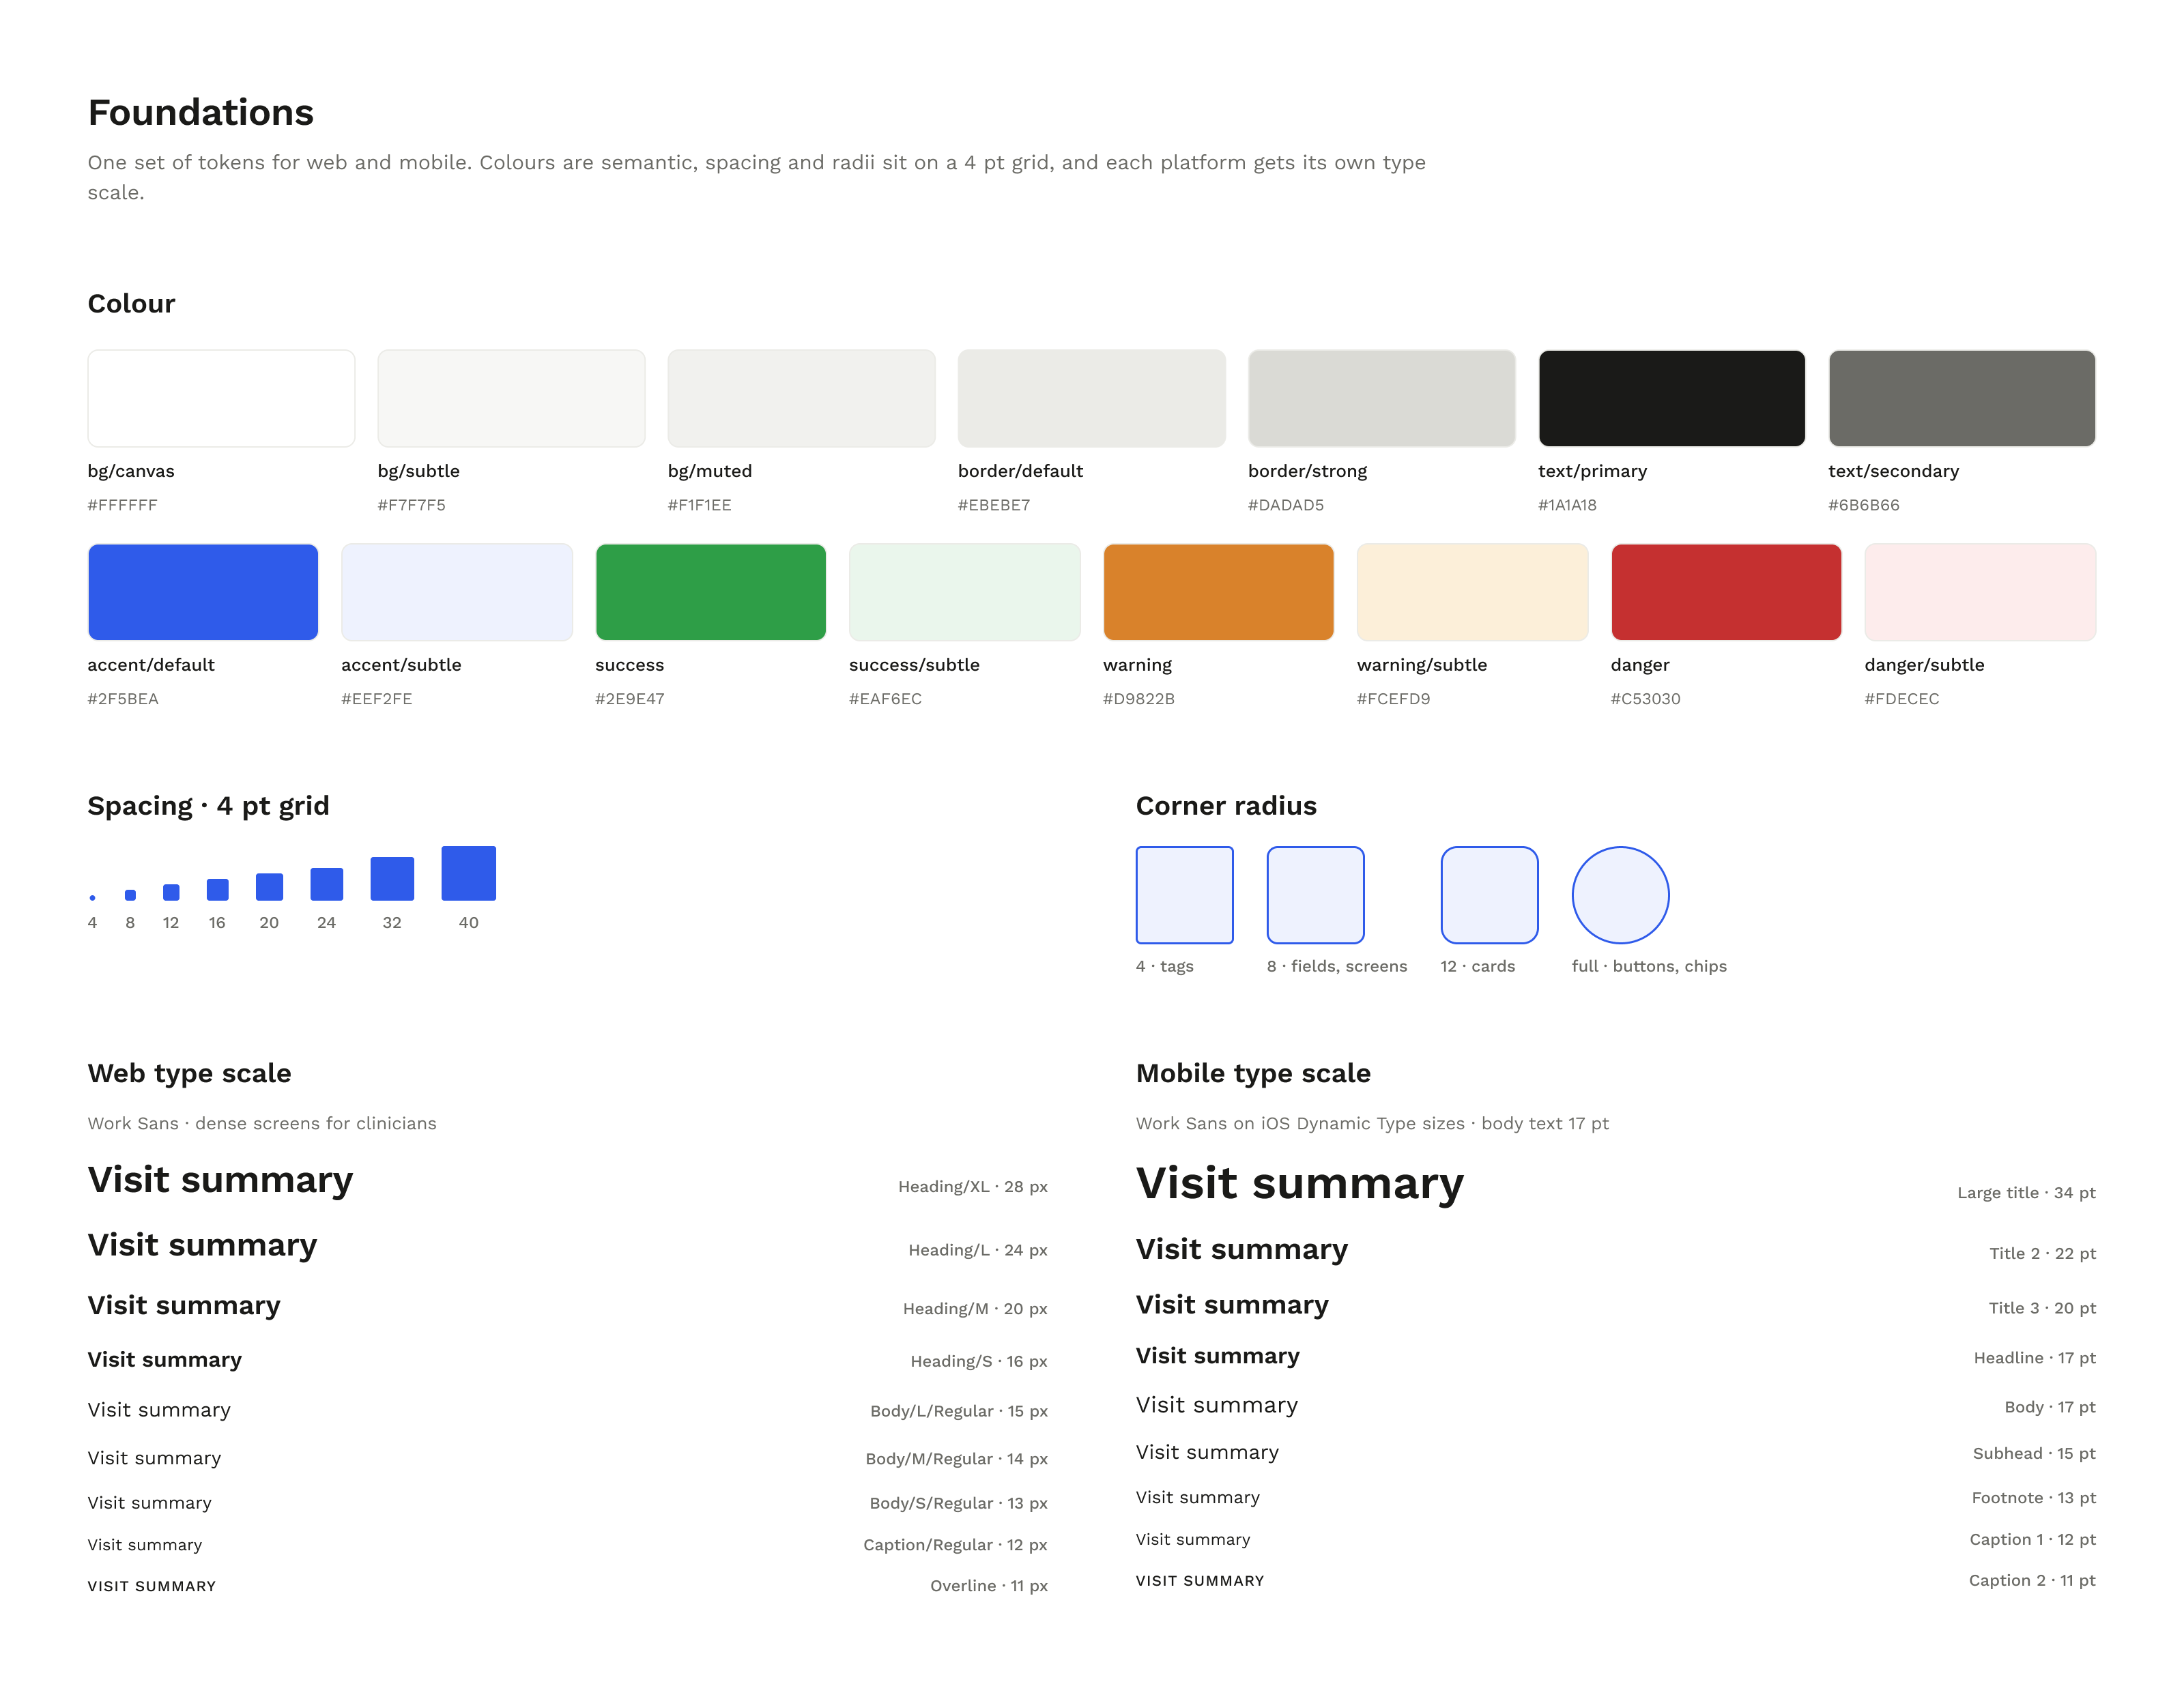 Foundations
One set of tokens for web and mobile. Colours are semantic, spacing and radii sit on a 4 pt grid, and each platform gets its own type
scale.
Colour
bg/canvas
#FFFFFF
bg/subtle
#F7F7F5
bg/muted
#F1F1EE
border/default
#EBEBE7
border/strong
#DADAD5
text/primary
#1A1A18
text/secondary
#6B6B66
accent/default
#2F5BEA
accent/subtle
#EEF2FE
success
#2E9E47
success/subtle
#EAF6EC
warning
#D9822B
warning/subtle
#FCEFD9
danger
#C53030
danger/subtle
#FDECEC
Spacing · 4 pt grid
4
8
12
16
20
24
32
40
Corner radius
4 · tags
8 · fields, screens
12 · cards
full · buttons, chips
Web type scale
Work Sans · dense screens for clinicians
Visit summary
Heading/XL · 28 px
Visit summary
Heading/L · 24 px
Visit summary
Heading/M · 20 px
Visit summary
Heading/S · 16 px
Visit summary
Body/L/Regular · 15 px
Visit summary
Body/M/Regular · 14 px
Visit summary
Body/S/Regular · 13 px
Visit summary
Caption/Regular · 12 px
VISIT SUMMARY
Overline · 11 px
Mobile type scale
Work Sans on iOS Dynamic Type sizes · body text 17 pt
Visit summary
Large title · 34 pt
Visit summary
Title 2 · 22 pt
Visit summary
Title 3 · 20 pt
Visit summary
Headline · 17 pt
Visit summary
Body · 17 pt
Visit summary
Subhead · 15 pt
Visit summary
Footnote · 13 pt
Visit summary
Caption 1 · 12 pt
VISIT SUMMARY
Caption 2 · 11 pt